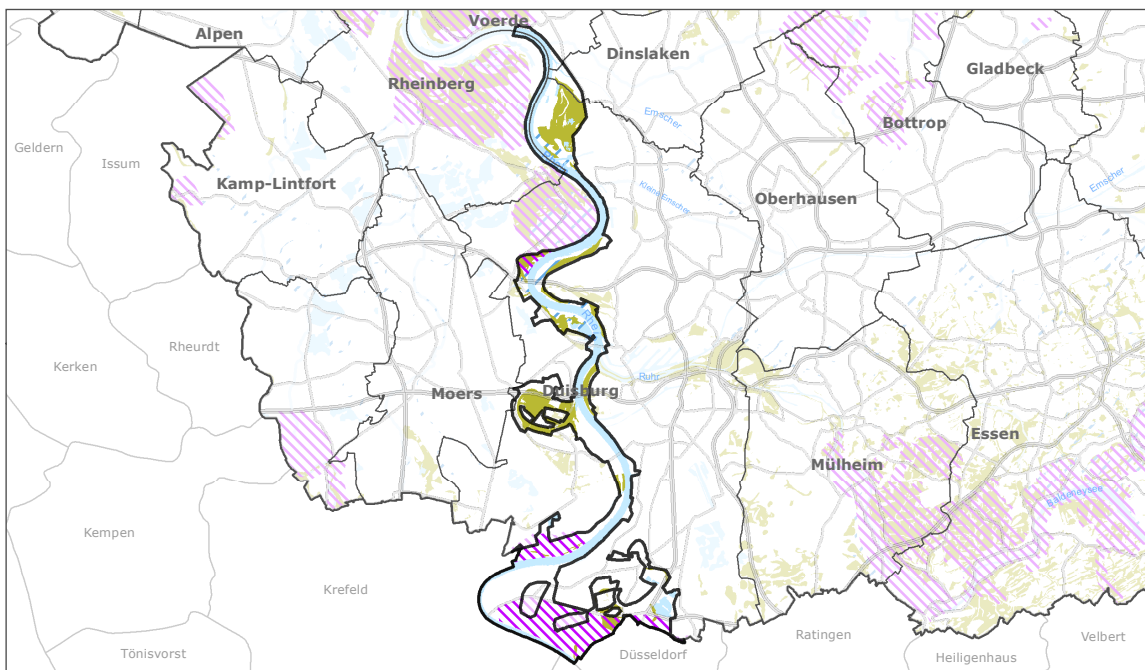 Voerde
Alpen
Dinslaken
Gladbeck
Rheinberg
Bottrop
Emscher
Geldern
Issum
Kamp-Lintfort
Emscher
Kleine Emscher
Oberhausen
Rheurdt
Kerken
Ruhr
Moers
Duisburg
Essen
Mülheim
Baldeneysee
Kempen
Krefeld
Ratingen
Velbert
Tönisvorst
Düsseldorf
Heiligenhaus